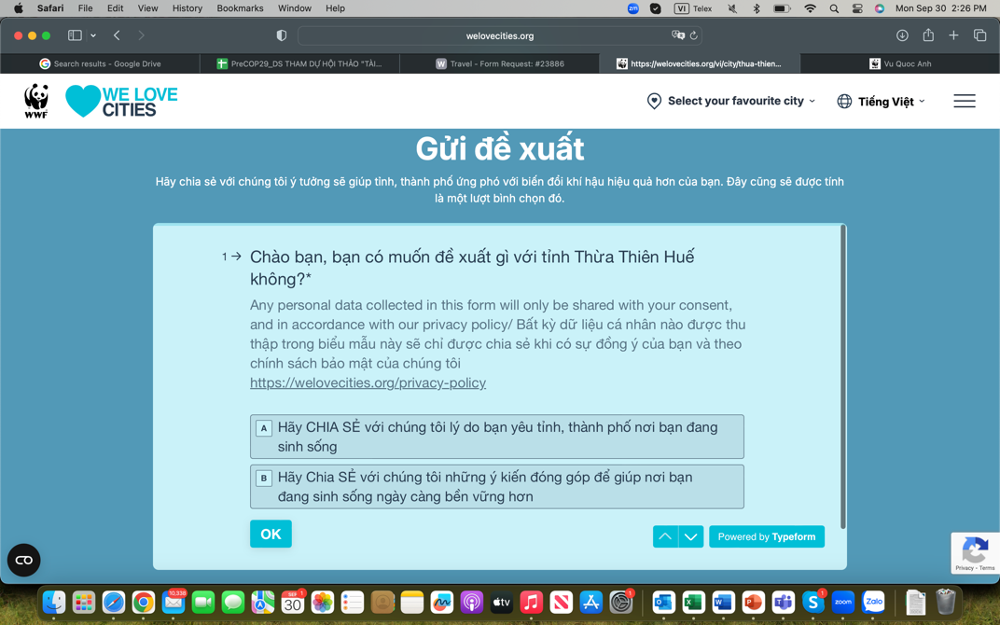 Safari File Edit View History Bookmarks Window Help
zm VI Telex Mon Sep 30 2:26 PM
welovecities.org
Search results - Google Drive
PreCOP29_DS THAM DỰ HỘI THẢO "TÀI...
W Travel - Form Request: #23886
https://welovecities.org/vi/city/thua-thien...
Vu Quoc Anh
WWF
WE LOVE
CITIES
Select your favourite city
Tiếng Việt
Gửi đề xuất
Hãy chia sẻ với chúng tôi ý tưởng sẽ giúp tỉnh, thành phố ứng phó với biến đổi khí hậu hiệu quả hơn của bạn. Đây cũng sẽ được tính
là một lượt bình chọn đó.
1 → Chào bạn, bạn có muốn đề xuất gì với tỉnh Thừa Thiên Huế
không?*
Any personal data collected in this form will only be shared with your consent,
and in accordance with our privacy policy/ Bất kỳ dữ liệu cá nhân nào được thu
thập trong biểu mẫu này sẽ chỉ được chia sẻ khi có sự đồng ý của bạn và theo
chính sách bảo mật của chúng tôi
https://welovecities.org/privacy-policy
A Hãy CHIA SẺ với chúng tôi lý do bạn yêu tỉnh, thành phố nơi bạn đang
sinh sống
B Hãy Chia SẺ với chúng tôi những ý kiến đóng góp để giúp nơi bạn
đang sinh sống ngày càng bền vững hơn
OK
Powered by Typeform
Privacy - Terms
10,338 SEP 1 30 tv 1 1 zoom Zalo